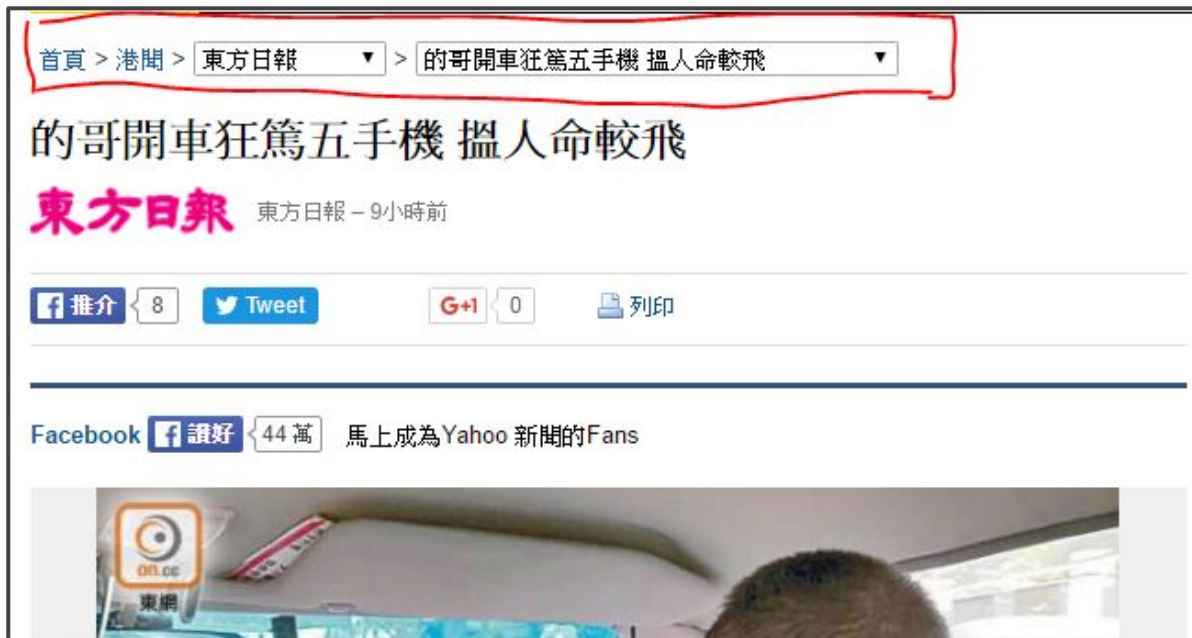 首頁 > 港聞 > 東方日報 ▼ > 的哥開車狂篤五手機 搵人命較飛 ▼
的哥開車狂篤五手機 搵人命較飛
東方日報 東方日報 – 9小時前
推介 8 Tweet G+1 0 列印
Facebook 讚好 44 萬 馬上成為Yahoo 新聞的Fans
on.cc
東網